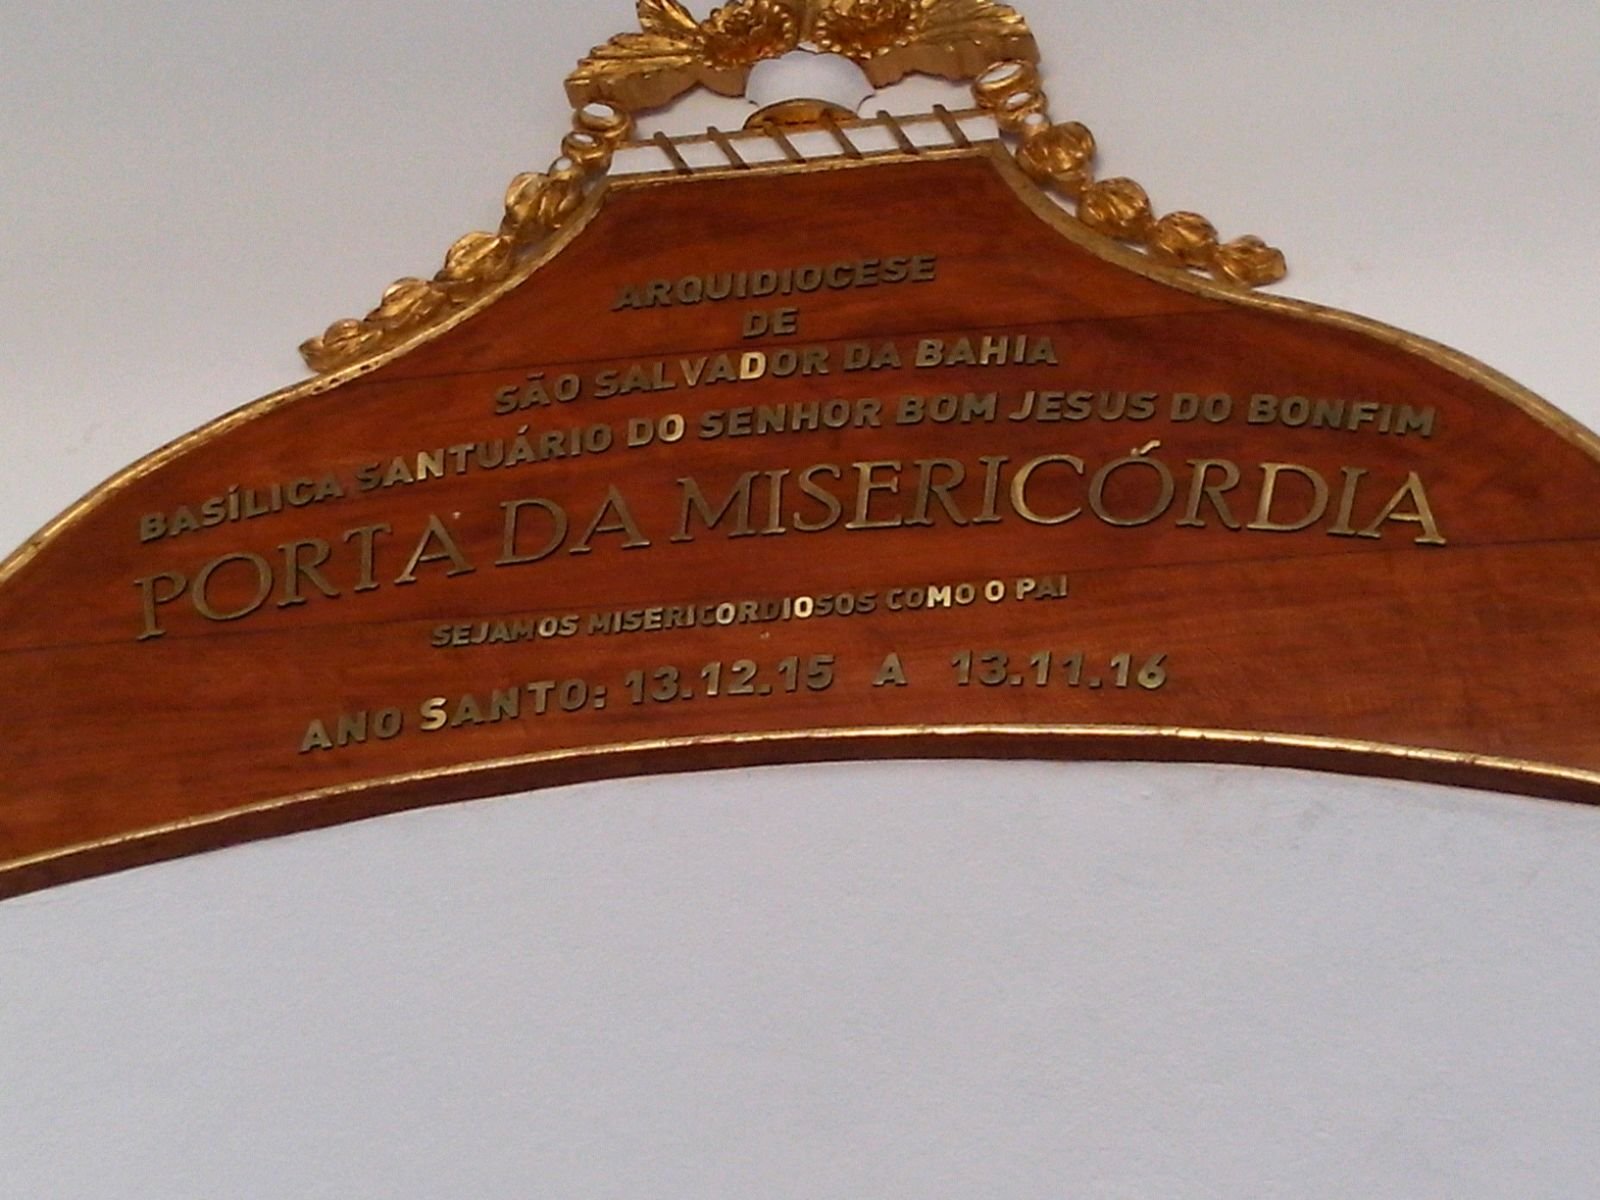 ARQUIDIOCESE
DE
SÃO SALVADOR DA BAHIA
BASÍLICA SANTUÁRIO DO SENHOR BOM JESUS DO BONFIM
PORTA DA MISERICÓRDIA
SEJAMOS MISERICORDIOSOS COMO O PAI
ANO SANTO: 13.12.15 A 13.11.16